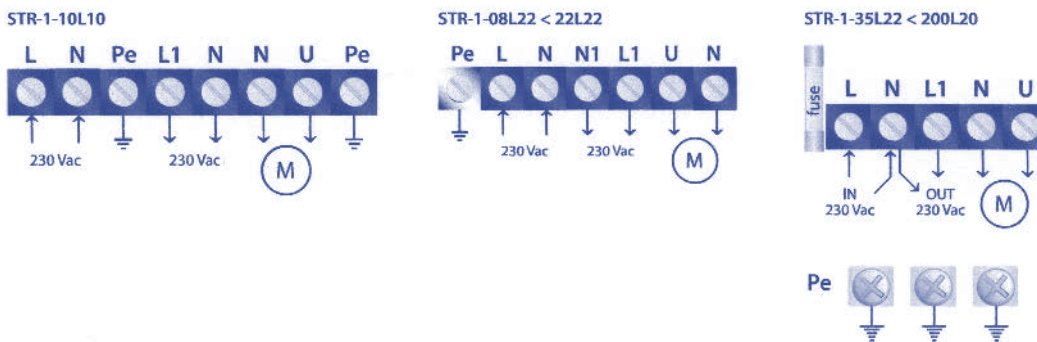 STR-1-10L10
L N Pe L1 N N U Pe
230 Vac 230 Vac
M
STR-1-08L22 < 22L22
Pe L N N1 L1 U N
230 Vac 230 Vac
M
STR-1-35L22 < 200L20
fuse
L N L1 N U
IN OUT
230 Vac 230 Vac
M
Pe